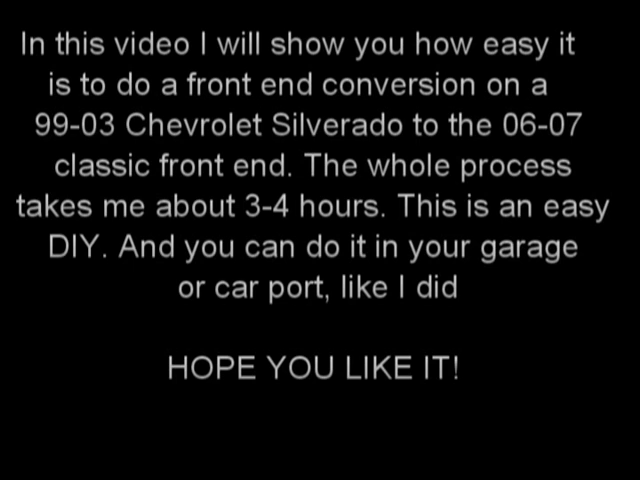 In this video I will show you how easy it
is to do a front end conversion on a
99-03 Chevrolet Silverado to the 06-07
classic front end. The whole process
takes me about 3-4 hours. This is an easy
DIY. And you can do it in your garage
or car port, like I did
HOPE YOU LIKE IT!